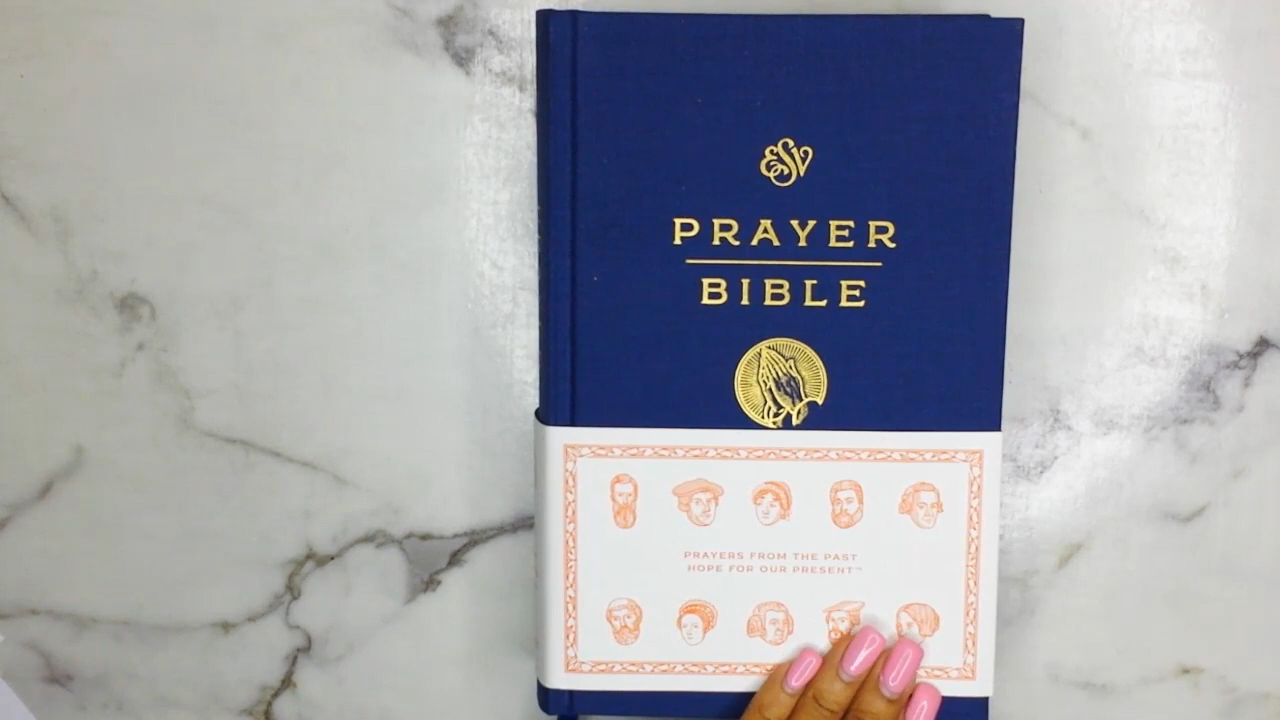 ESV
PRAYER
BIBLE
PRAYERS FROM THE PAST
HOPE FOR OUR PRESENT™